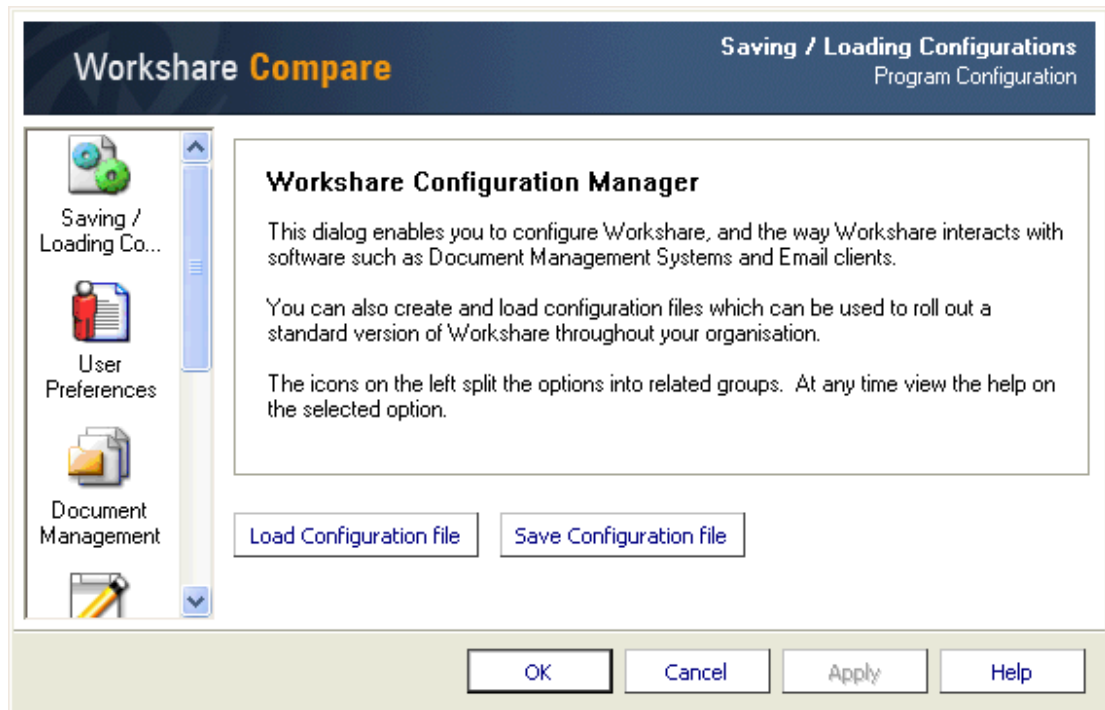 Workshare Compare
Saving / Loading Configurations
Program Configuration
Saving /
Loading Co...
User
Preferences
Document
Management
Workshare Configuration Manager
This dialog enables you to configure Workshare, and the way Workshare interacts with
software such as Document Management Systems and Email clients.
You can also create and load configuration files which can be used to roll out a
standard version of Workshare throughout your organisation.
The icons on the left split the options into related groups.  At any time view the help on
the selected option.
Load Configuration file
Save Configuration file
OK
Cancel
Apply
Help